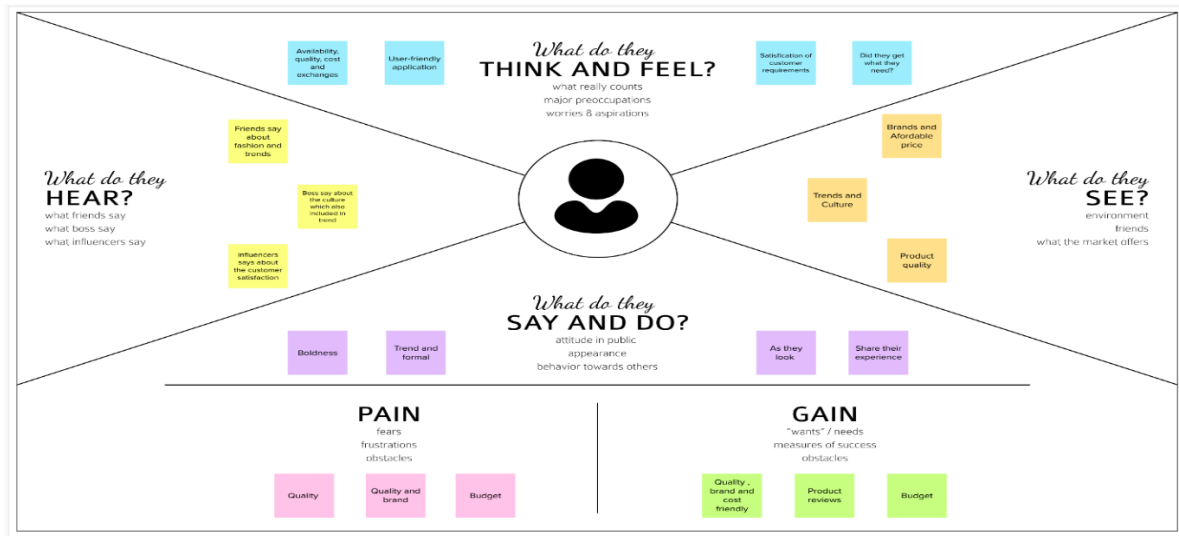 What do they
THINK AND FEEL?
what really counts
major preoccupations
worries & aspirations
Availability,
quality, cost
and
exchanges
User-friendly
application
Satisfication of
customer
requirements
Did they get
what they
need?
What do they
HEAR?
what friends say
what boss say
what influencers say
Friends say
about
fashion and
trends
Boss say about
the culture
which also
included in
trend
influencers
says about
the customer
satisfaction
What do they
SEE?
environment
friends
what the market offers
Brands and
Afordable
price
Trends and
Culture
Product
quality
What do they
SAY AND DO?
attitude in public
appearance
behavior towards others
Boldness
Trend and
formal
As they
look
Share their
experience
PAIN
fears
frustrations
obstacles
Quality
Quality and
brand
Budget
GAIN
"wants" / needs
measures of success
obstacles
Quality ,
brand and
cost
friendly
Product
reviews
Budget